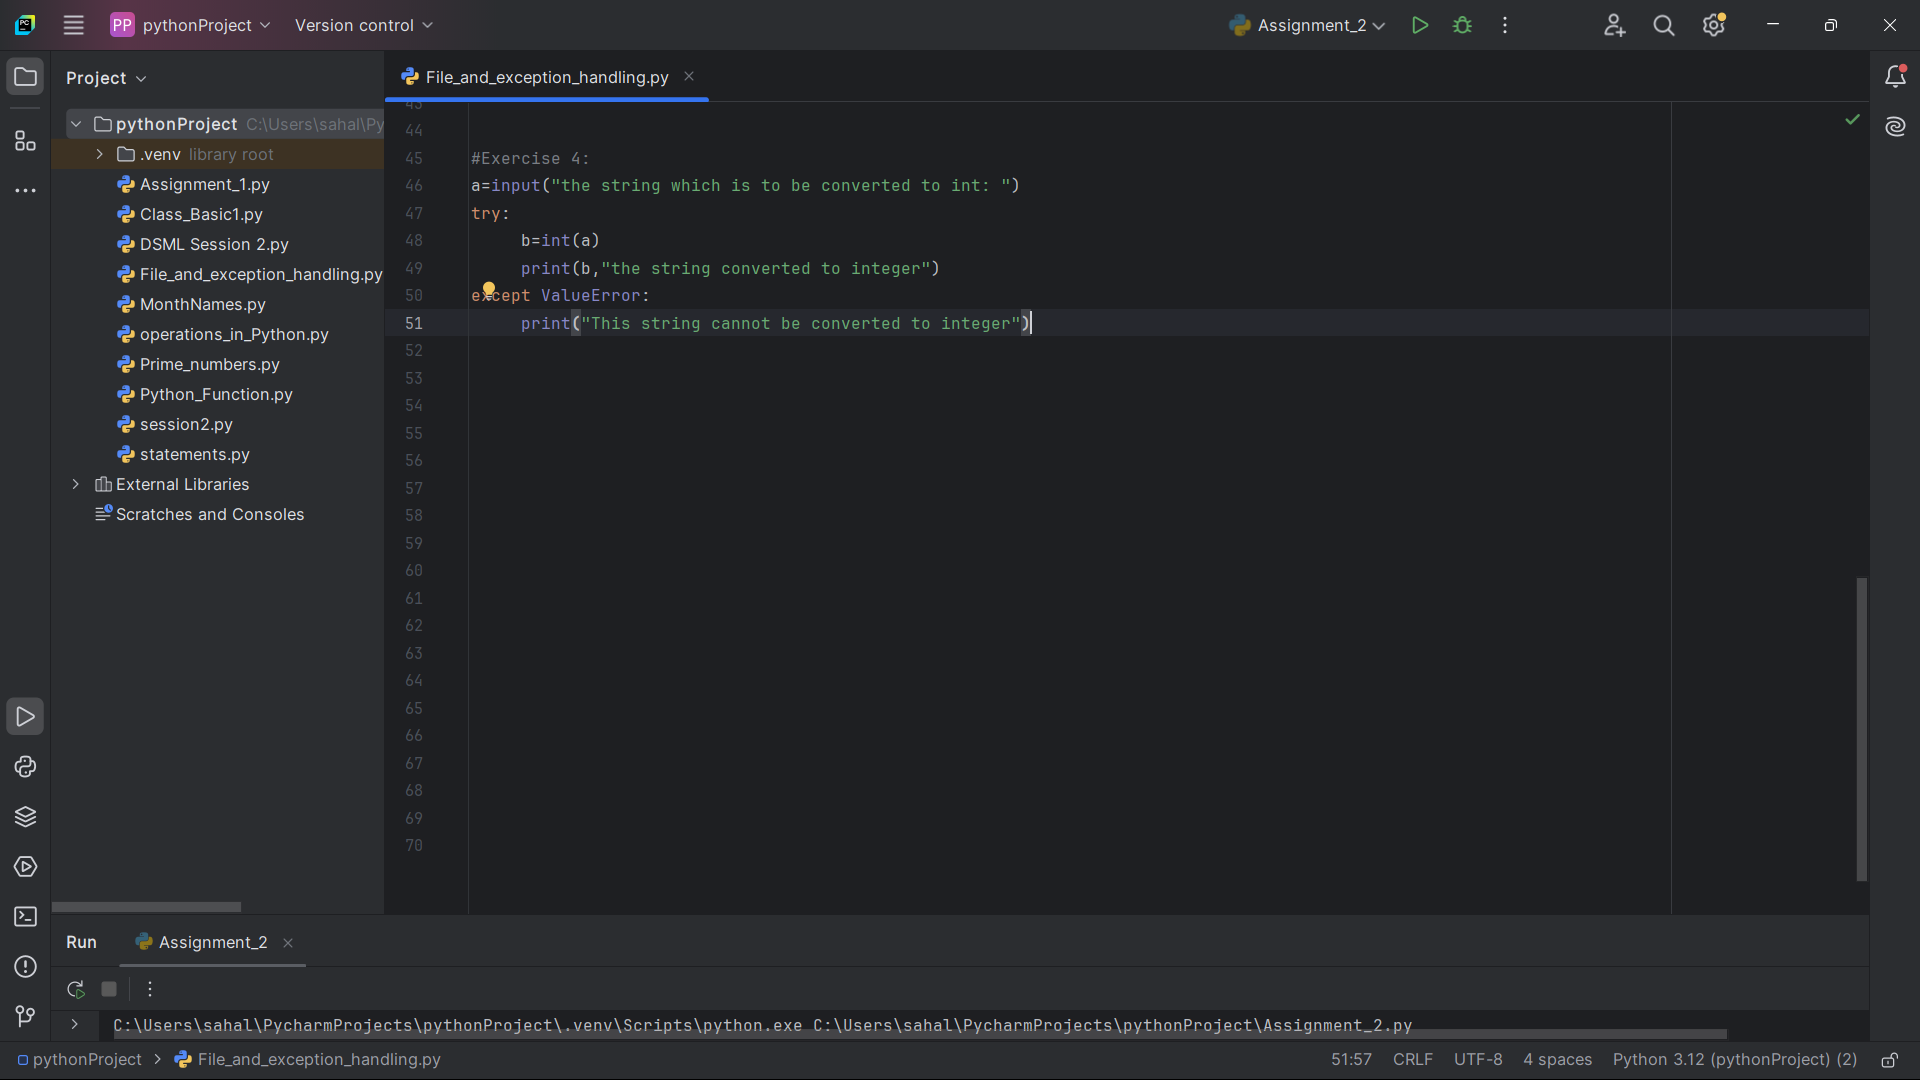 PP pythonProject Version control Assignment_2
Project
File_and_exception_handling.py
pythonProject C:\Users\sahal\Py
.venv library root
Assignment_1.py
Class_Basic1.py
DSML Session 2.py
File_and_exception_handling.py
MonthNames.py
operations_in_Python.py
Prime_numbers.py
Python_Function.py
session2.py
statements.py
External Libraries
Scratches and Consoles
43
44
45 #Exercise 4:
46 a=input("the string which is to be converted to int: ")
47 try:
48 b=int(a)
49 print(b,"the string converted to integer")
50 except ValueError:
51 print("This string cannot be converted to integer")
52
53
54
55
56
57
58
59
60
61
62
63
64
65
66
67
68
69
70
Run Assignment_2
C:\Users\sahal\PycharmProjects\pythonProject\.venv\Scripts\python.exe C:\Users\sahal\PycharmProjects\pythonProject\Assignment_2.py
pythonProject File_and_exception_handling.py 51:57 CRLF UTF-8 4 spaces Python 3.12 (pythonProject) (2)